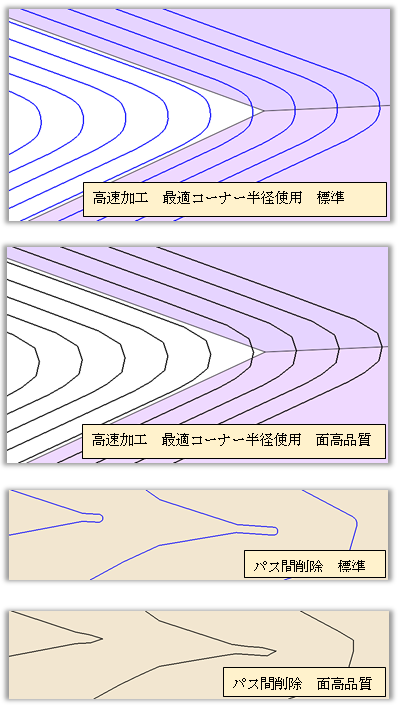 高速加工　最適コーナー半径使用　標準
高速加工　最適コーナー半径使用　面高品質
パス間削除　標準
パス間削除　面高品質